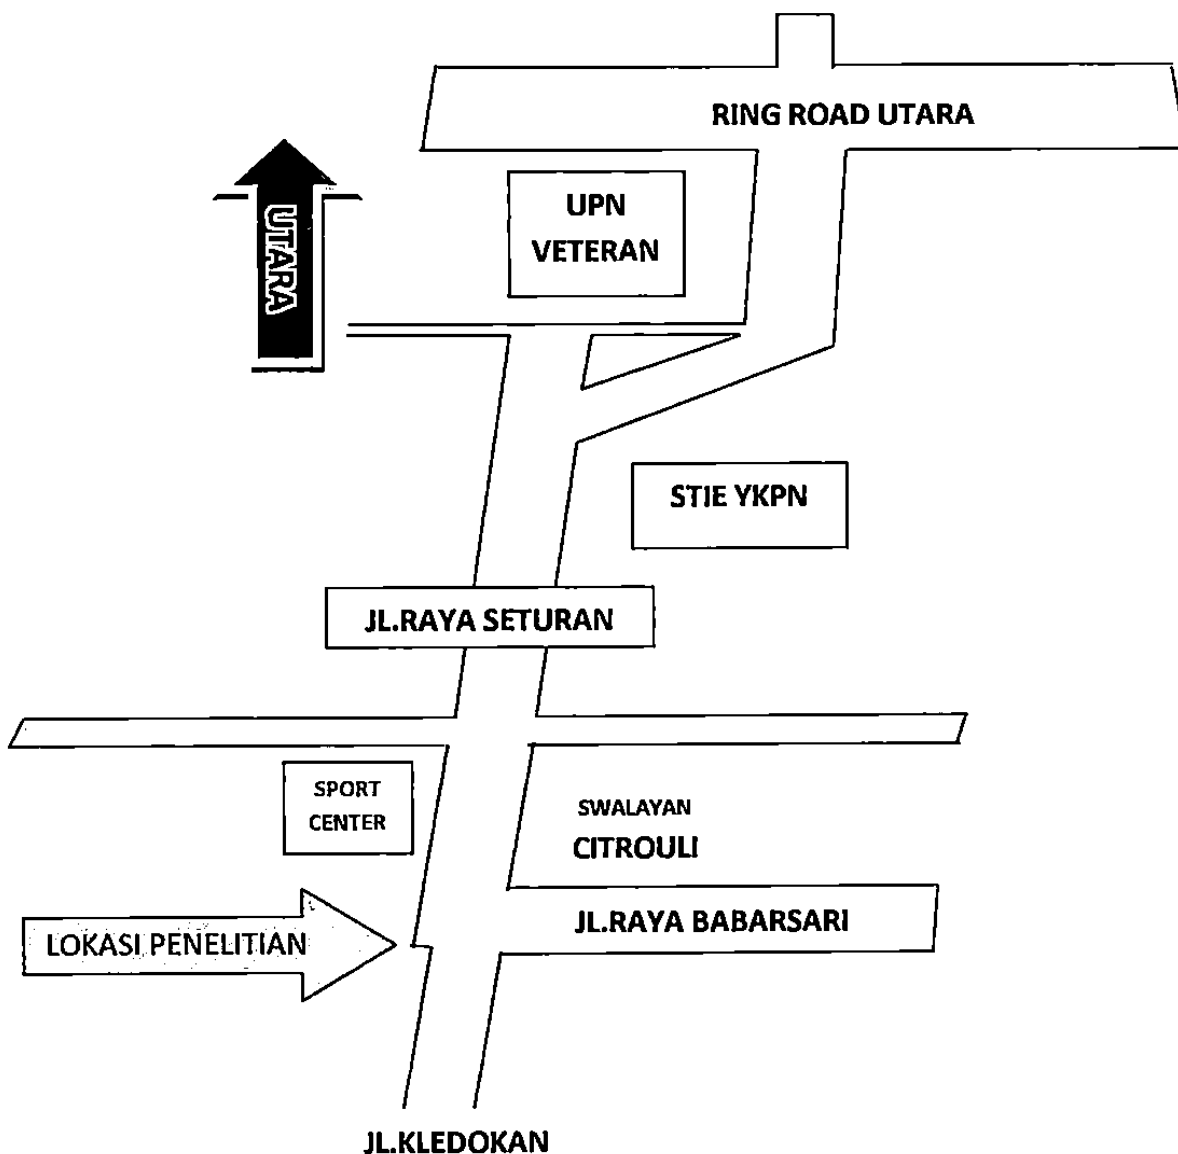 RING ROAD UTARA
UTARA
UPN
VETERAN
STIE YKPN
JL.RAYA SETURAN
SPORT
CENTER
SWALAYAN
CITROULI
JL.RAYA BABARSARI
LOKASI PENELITIAN
JL.KLEDOKAN